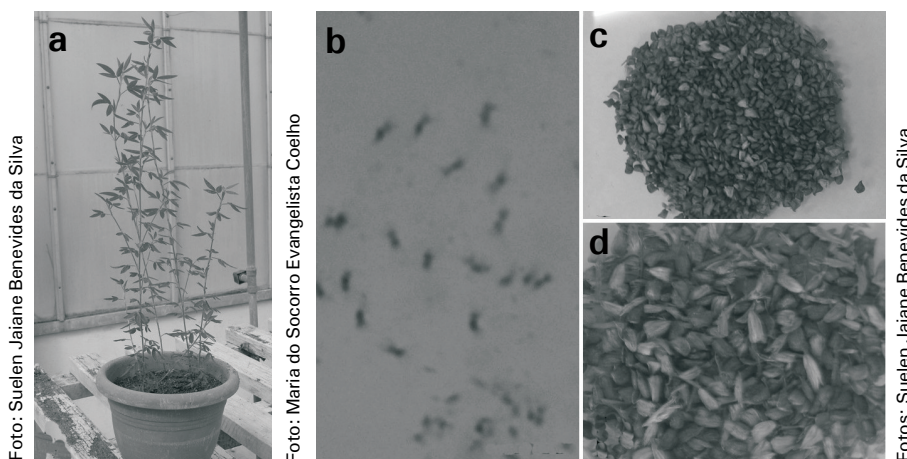 Foto: Suelen Jaiane Benevides da Silva
a
Foto: Maria do Socorro Evangelista Coelho
b
c
d
Fotos: Suelen Jaiane Benevides da Silva